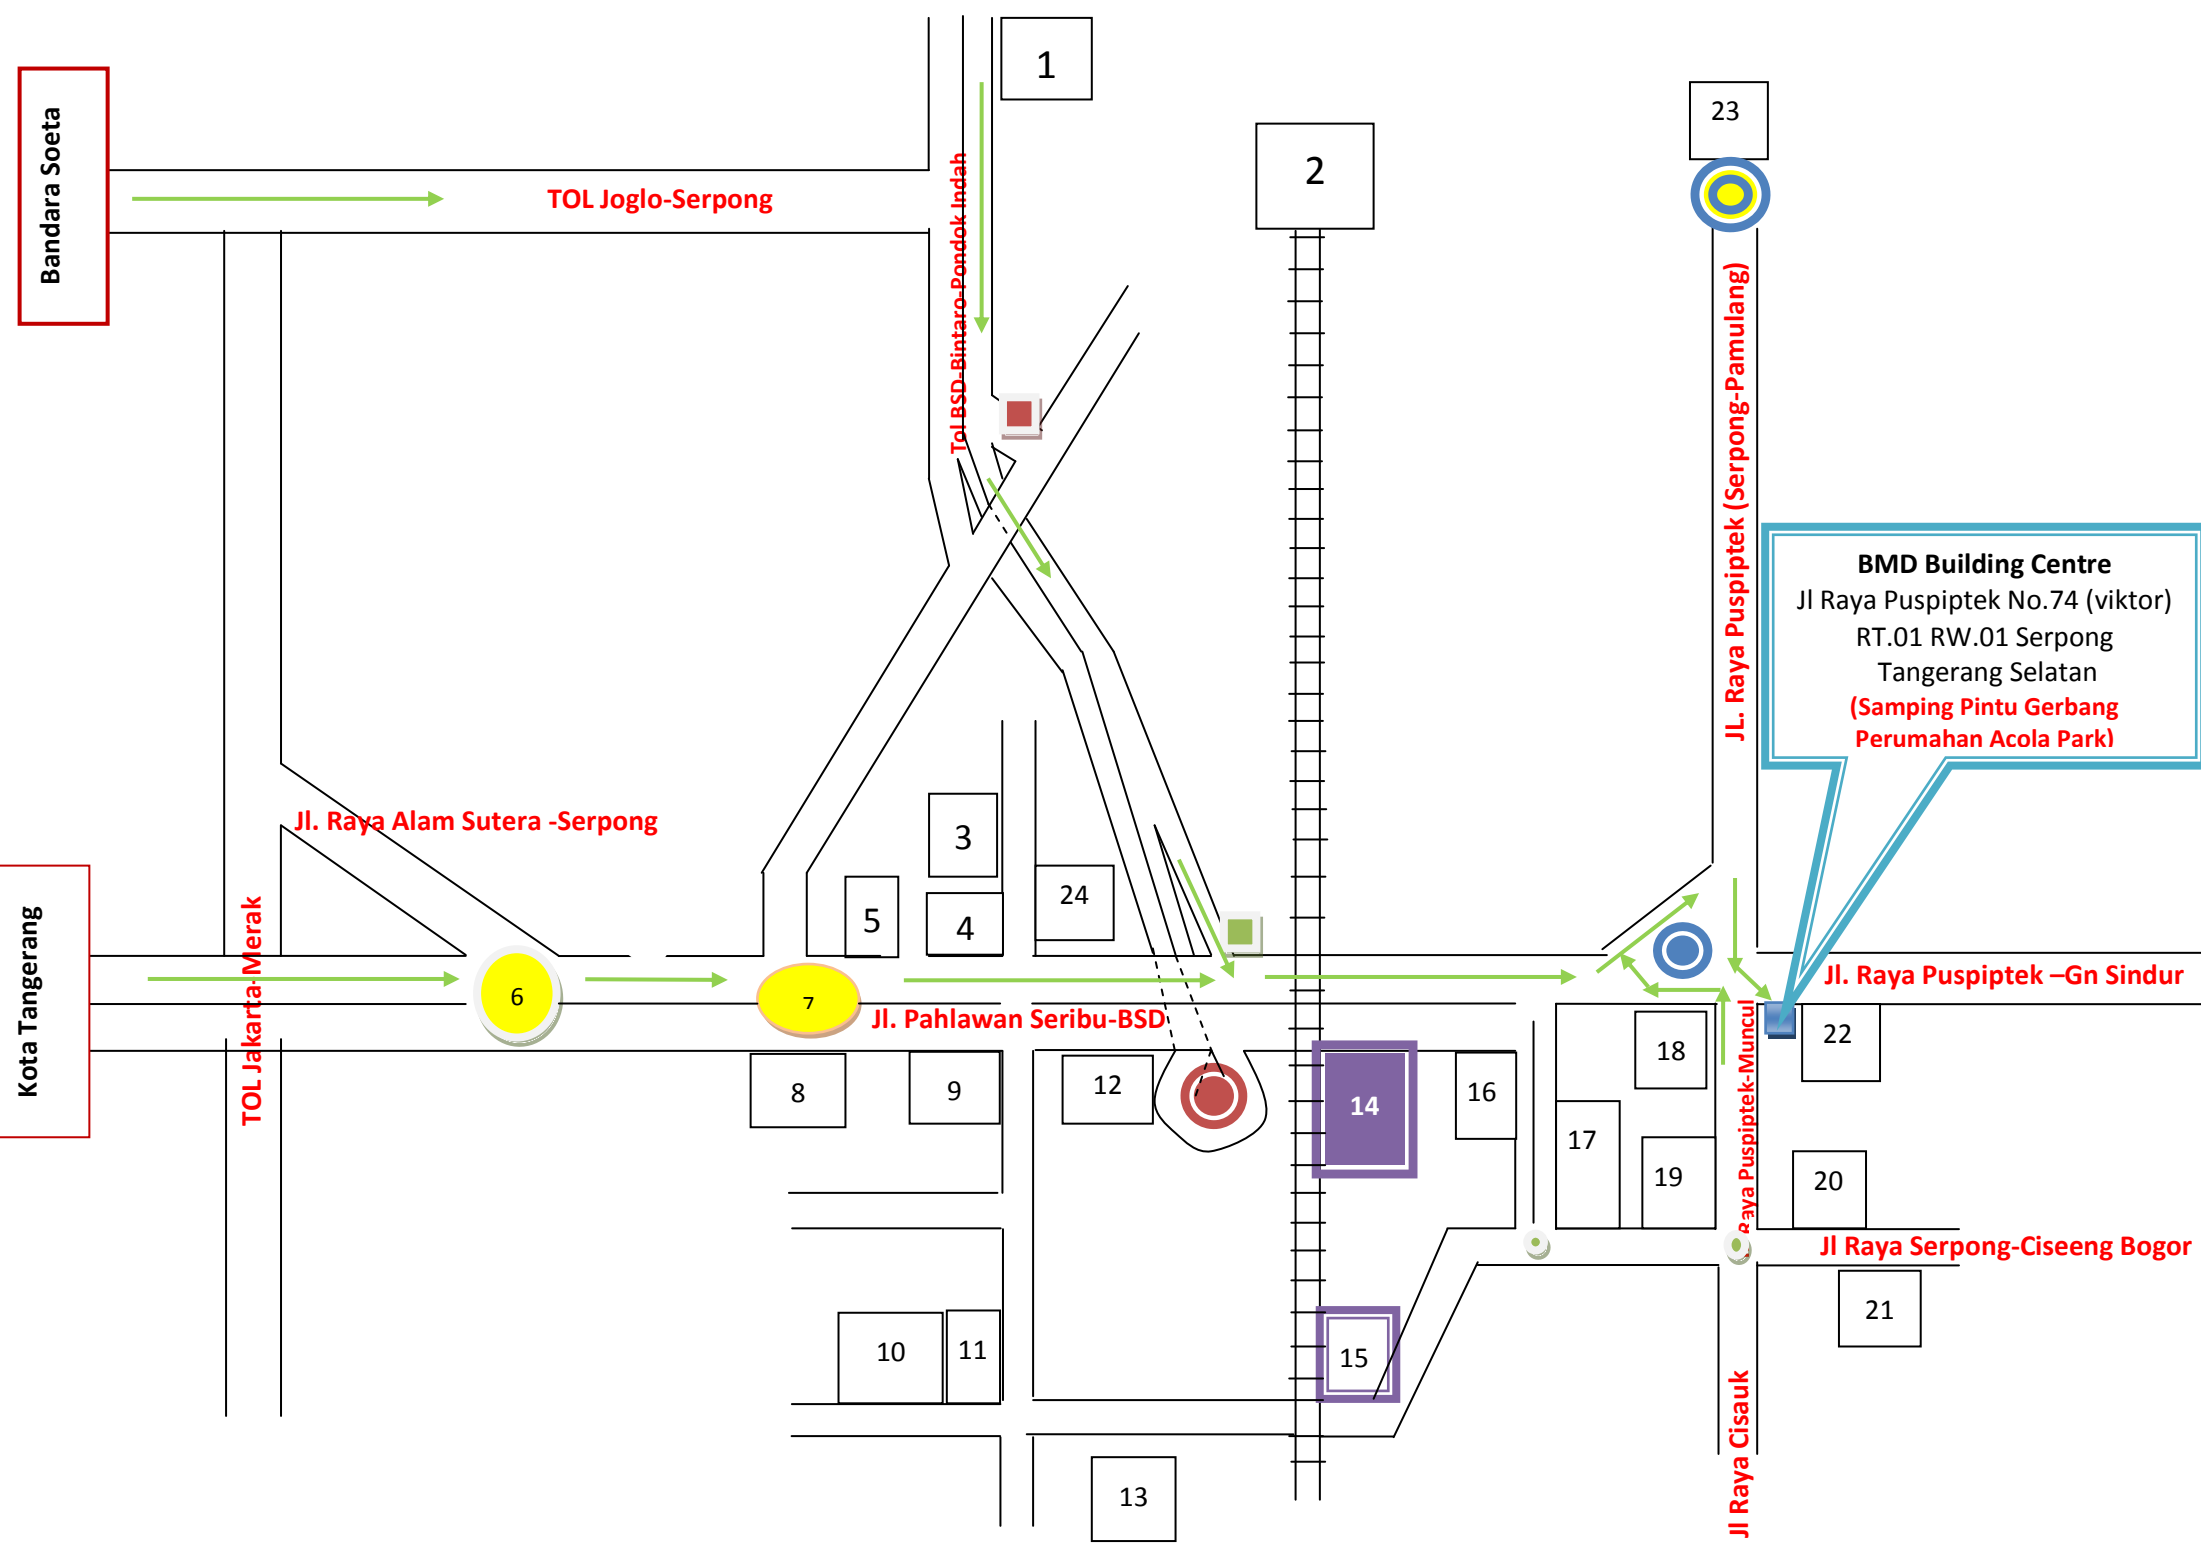 1
23
Bandara Soeta
2
TOL Joglo-Serpong
Tol BSD-Bintaro-Pondok Indah
JL. Raya Puspiptek (Serpong-Pamulang)
BMD Building Centre
Jl Raya Puspiptek No.74 (viktor)
RT.01 RW.01 Serpong
Tangerang Selatan
(Samping Pintu Gerbang
Perumahan Acola Park)
Jl. Raya Alam Sutera -Serpong
3
24
5
4
Kota Tangerang
TOL Jakarta-Merak
6
7
Jl. Pahlawan Seribu-BSD
Jl. Raya Puspiptek –Gn Sindur
Raya Puspiptek-Muncul
8
9
12
14
16
18
22
17
19
20
Jl Raya Serpong-Ciseeng Bogor
10
11
15
21
Jl Raya Cisauk
13